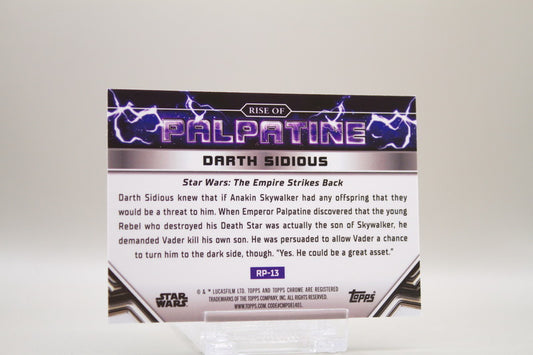 RISE OF
PALPATINE
DARTH SIDIOUS
Star Wars: The Empire Strikes Back
Darth Sidious knew that if Anakin Skywalker had any offspring that they
would be a threat to him. When Emperor Palpatine discovered that the young
Rebel who destroyed his Death Star was actually the son of Skywalker, he
demanded Vader kill his own son. He was persuaded to allow Vader a chance
to turn him to the dark side, though. “Yes. He could be a great asset.”
RP-13
STAR WARS
© & ™ LUCASFILM LTD. TOPPS AND TOPPS CHROME ARE REGISTERED
TRADEMARKS OF THE TOPPS COMPANY, INC. ALL RIGHTS RESERVED.
WWW.TOPPS.COM. CODE#CMP081401.
Topps